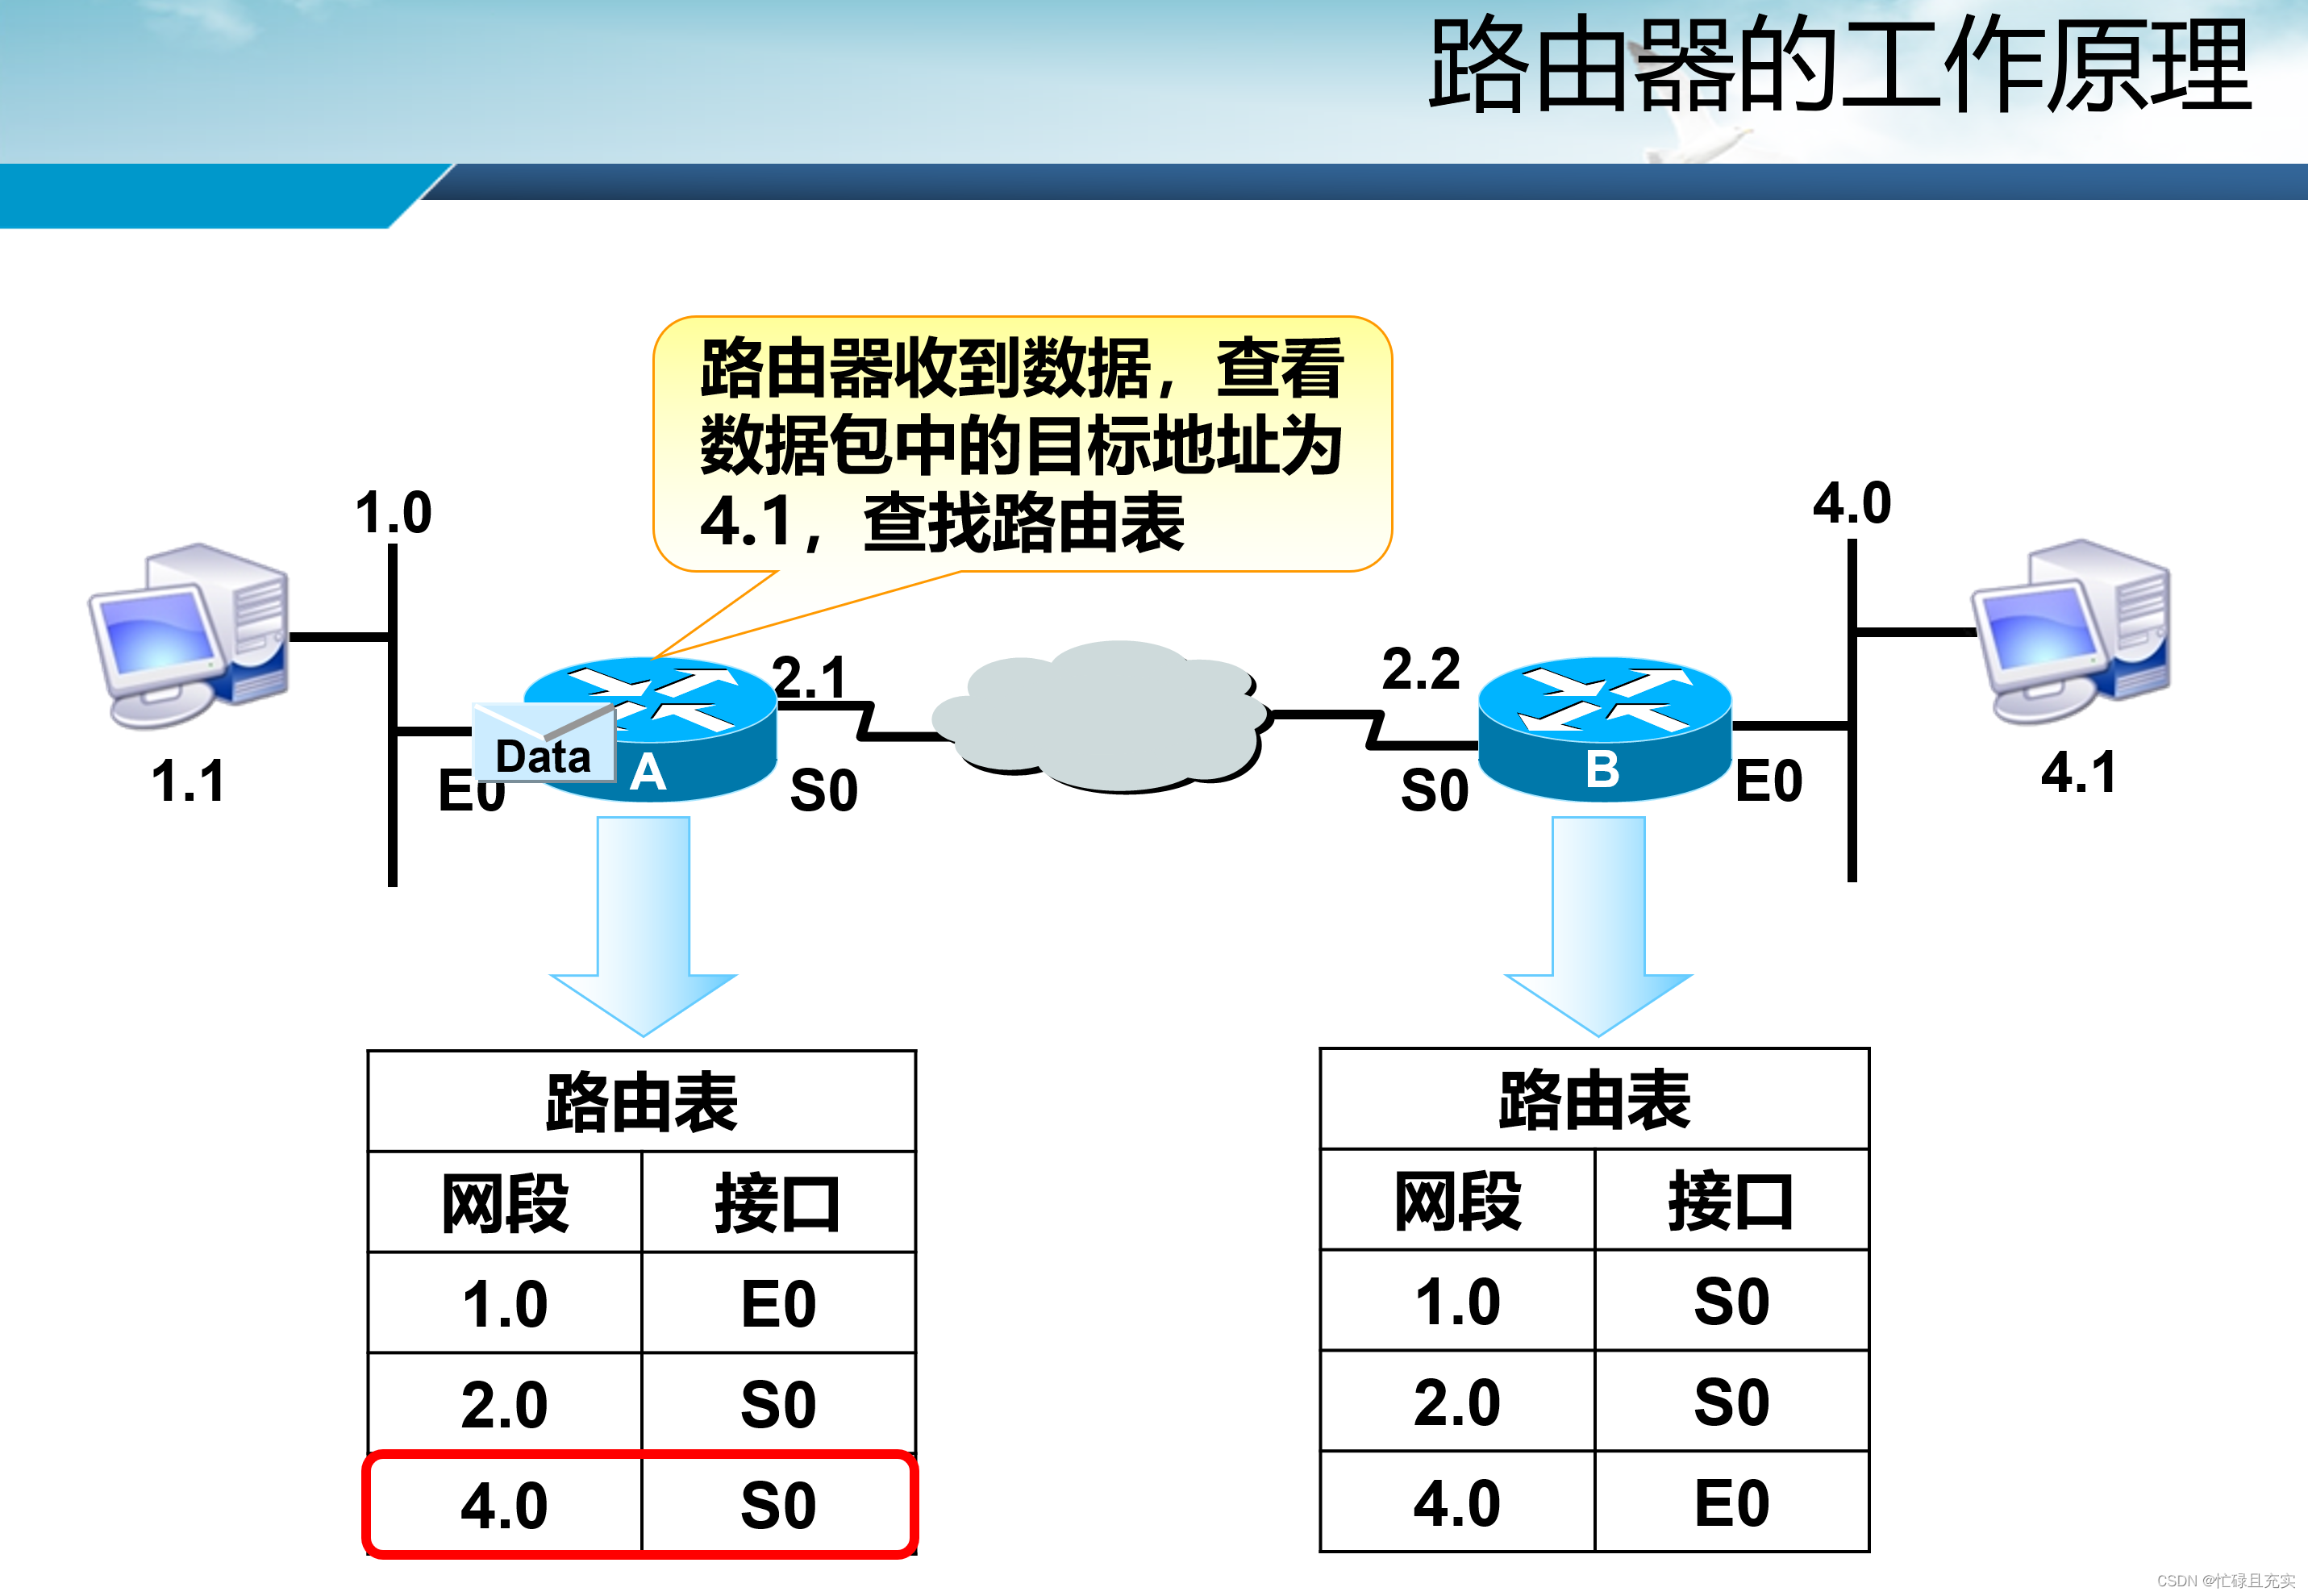 路由器的工作原理
路由器收到数据，查看
数据包中的目标地址为
4.1，查找路由表
1.0
4.0
2.1
2.2
Data
A
B
1.1
E0
S0
S0
E0
4.1
路由表
网段 接口
1.0 E0
2.0 S0
4.0 S0
路由表
网段 接口
1.0 S0
2.0 S0
4.0 E0
CSDN @忙碌且充实